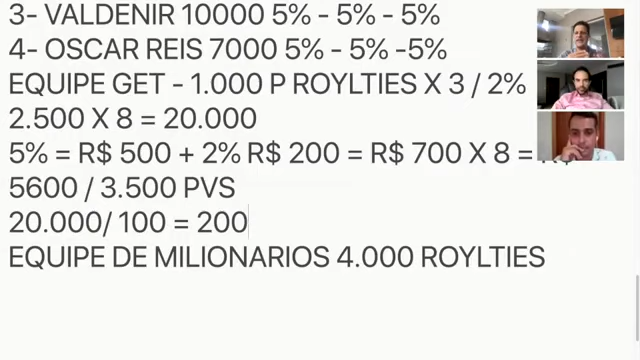 3- VALDENIR 10000 5% - 5% - 5%
4- OSCAR REIS 7000 5% - 5% -5%
EQUIPE GET - 1.000 P ROYLTIES X 3 / 2%
2.500 X 8 = 20.000
5% = R$ 500 + 2% R$ 200 = R$ 700 X 8 = R$
5600 / 3.500 PVS
20.000/ 100 = 200
EQUIPE DE MILIONARIOS 4.000 ROYLTIES